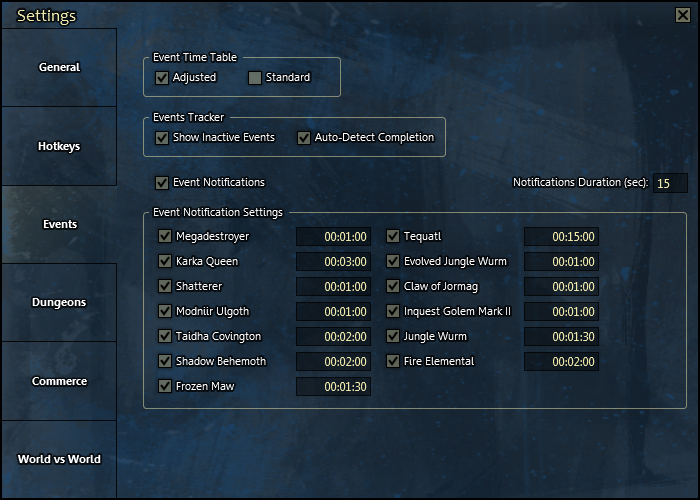 Settings
General
Hotkeys
Events
Dungeons
Commerce
World vs World
Event Time Table
Adjusted Standard
Events Tracker
Show Inactive Events Auto-Detect Completion
Event Notifications Notifications Duration (sec): 15
Event Notification Settings
Megadestroyer 00:01:00 Tequatl 00:15:00
Karka Queen 00:03:00 Evolved Jungle Wurm 00:01:00
Shatterer 00:01:00 Claw of Jormag 00:01:00
Modniir Ulgoth 00:01:00 Inquest Golem Mark II 00:01:00
Taidha Covington 00:02:00 Jungle Wurm 00:01:30
Shadow Behemoth 00:02:00 Fire Elemental 00:02:00
Frozen Maw 00:01:30